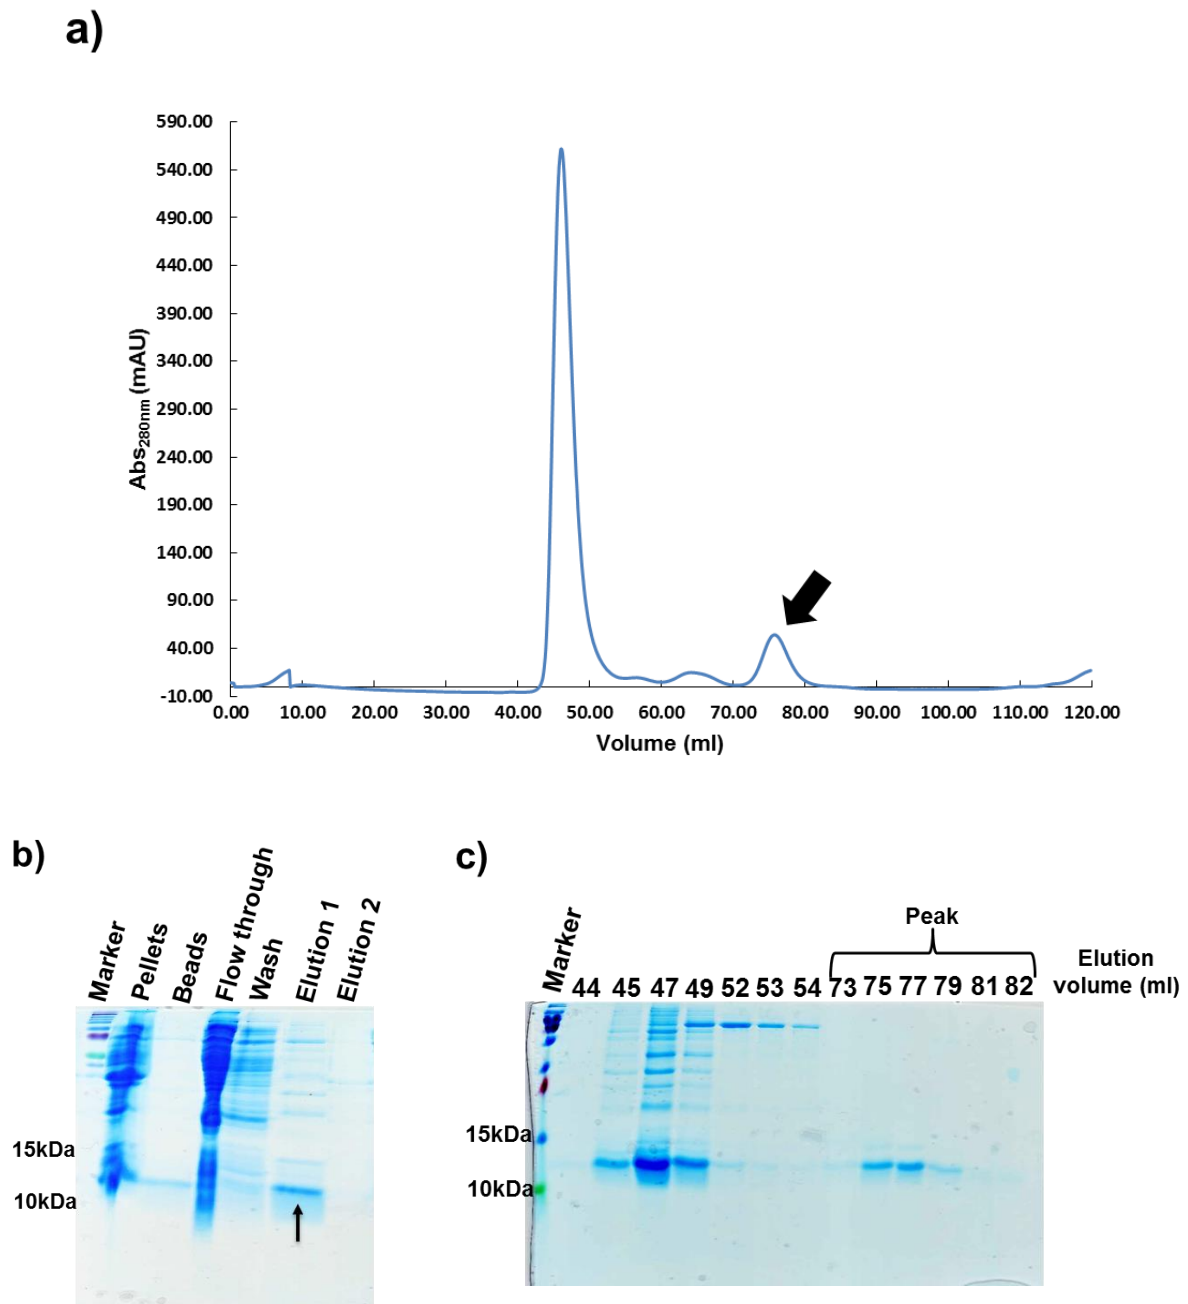 a)
590.00
540.00
490.00
440.00
390.00
340.00
290.00
240.00
190.00
140.00
90.00
40.00
-10.00
Abs280nm (mAU)
0.00 10.00 20.00 30.00 40.00 50.00 60.00 70.00 80.00 90.00 100.00 110.00 120.00
Volume (ml)
b)
Marker
Pellets
Beads
Flow through
Wash
Elution 1
Elution 2
15kDa
10kDa
c)
Peak
Marker
44 45 47 49 52 53 54 73 75 77 79 81 82
Elution
volume (ml)
15kDa
10kDa